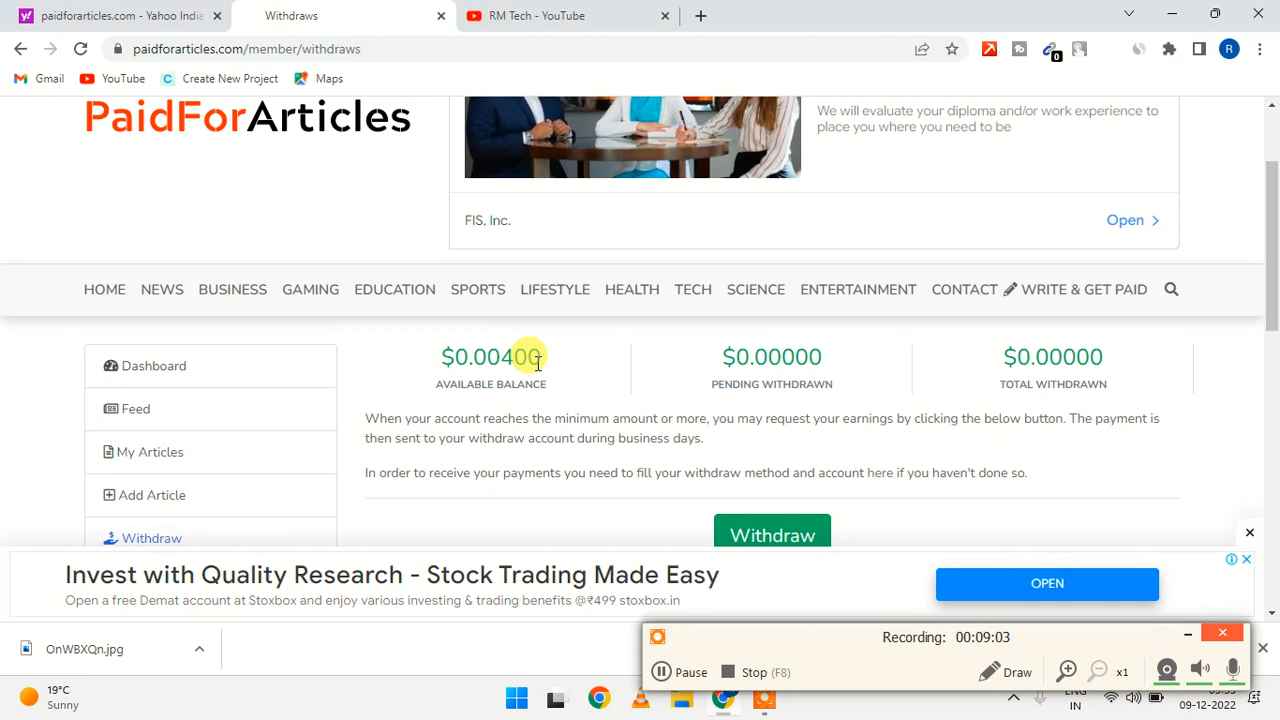 paidforarticles.com - Yahoo India
Withdraws
RM Tech - YouTube
paidforarticles.com/member/withdraws
0
R
Gmail
YouTube
Create New Project
Maps
PaidForArticles
We will evaluate your diploma and/or work experience to
place you where you need to be
FIS, Inc.
Open
HOME NEWS BUSINESS GAMING EDUCATION SPORTS LIFESTYLE HEALTH TECH SCIENCE ENTERTAINMENT CONTACT WRITE & GET PAID
Dashboard
Feed
My Articles
Add Article
Withdraw
$0.00400
AVAILABLE BALANCE
$0.00000
PENDING WITHDRAWN
$0.00000
TOTAL WITHDRAWN
When your account reaches the minimum amount or more, you may request your earnings by clicking the below button. The payment is
then sent to your withdraw account during business days.
In order to receive your payments you need to fill your withdraw method and account here if you haven't done so.
Withdraw
Invest with Quality Research - Stock Trading Made Easy
Open a free Demat account at Stoxbox and enjoy various investing & trading benefits @₹499 stoxbox.in
OPEN
OnWBXQn.jpg
Recording: 00:09:03
Pause
Stop (F8)
Draw
x1
19°C
Sunny
ENG
IN
09-12-2022